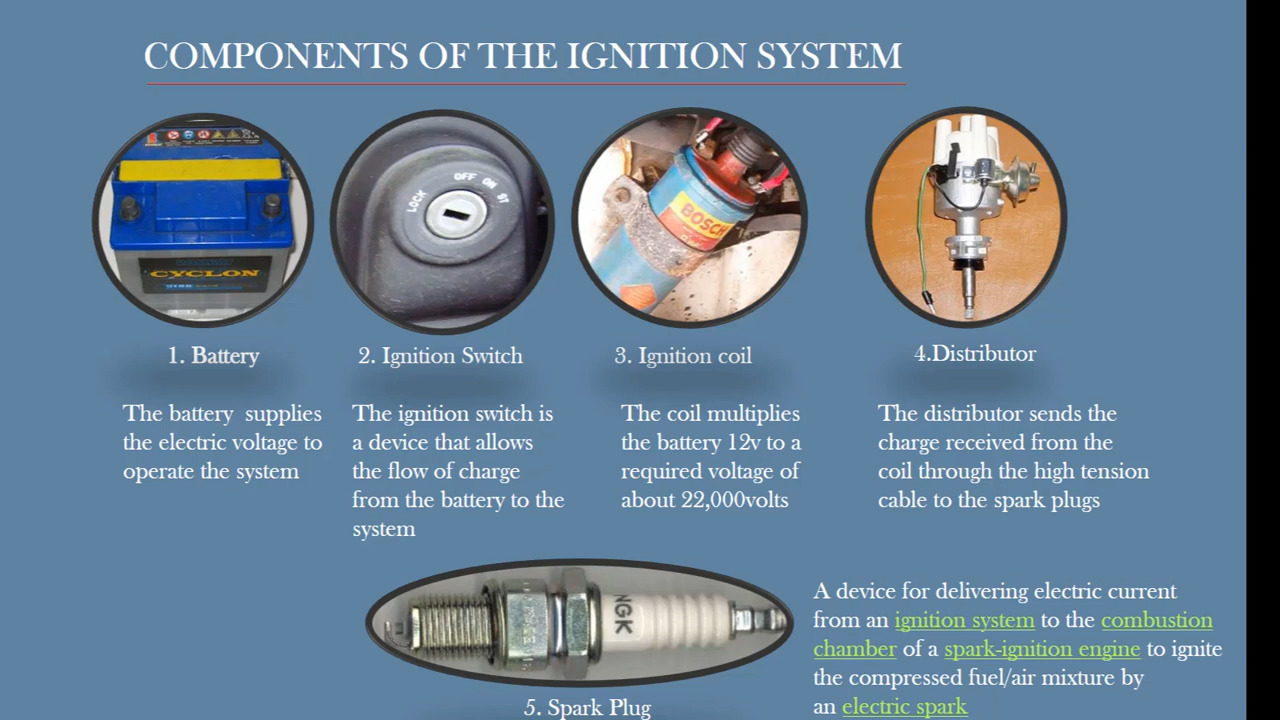 COMPONENTS OF THE IGNITION SYSTEM
CYCLON
LOCK OFF ON ST
BOSCH
1. Battery
2. Ignition Switch
3. Ignition coil
4.Distributor
The battery  supplies
the electric voltage to
operate the system
The ignition switch is
a device that allows
the flow of charge
from the battery to the
system
The coil multiplies
the battery 12v to a
required voltage of
about 22,000volts
The distributor sends the
charge received from the
coil through the high tension
cable to the spark plugs
NGK
5. Spark Plug
A device for delivering electric current
from an ignition system to the combustion
chamber of a spark-ignition engine to ignite
the compressed fuel/air mixture by
an electric spark